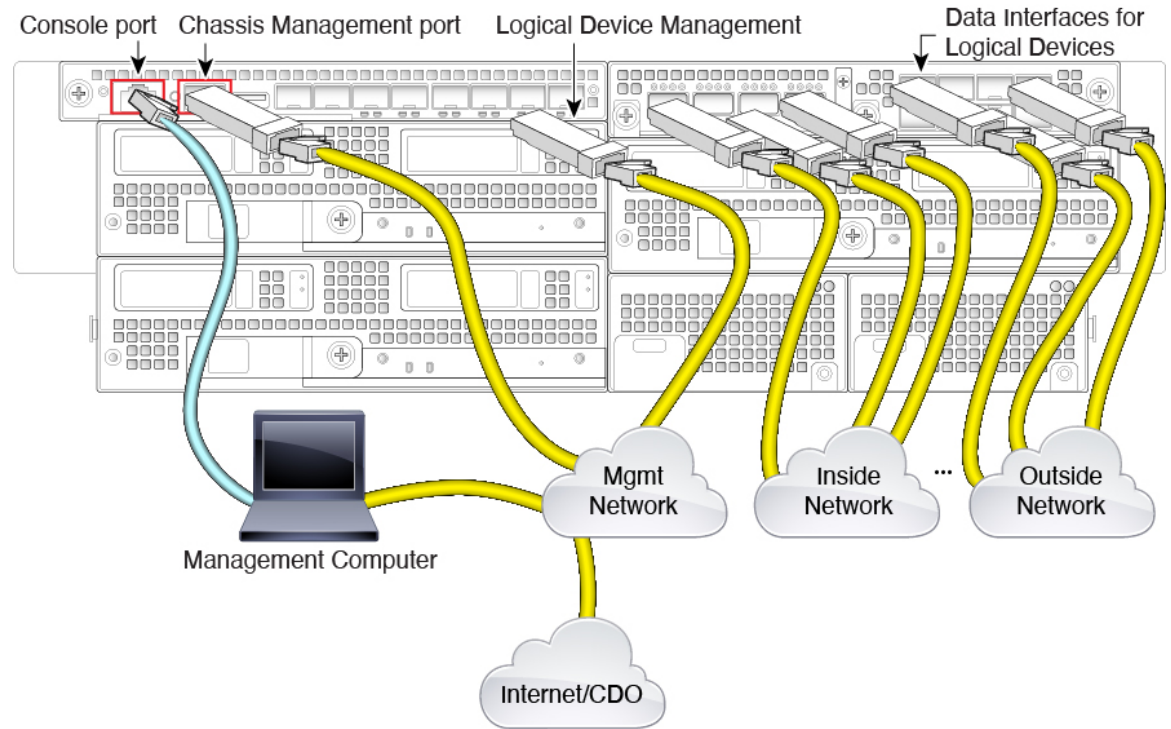 Console port
Chassis Management port
Logical Device Management
Data Interfaces for
Logical Devices
Mgmt
Network
Inside
Network
...
Outside
Network
Management Computer
Internet/CDO